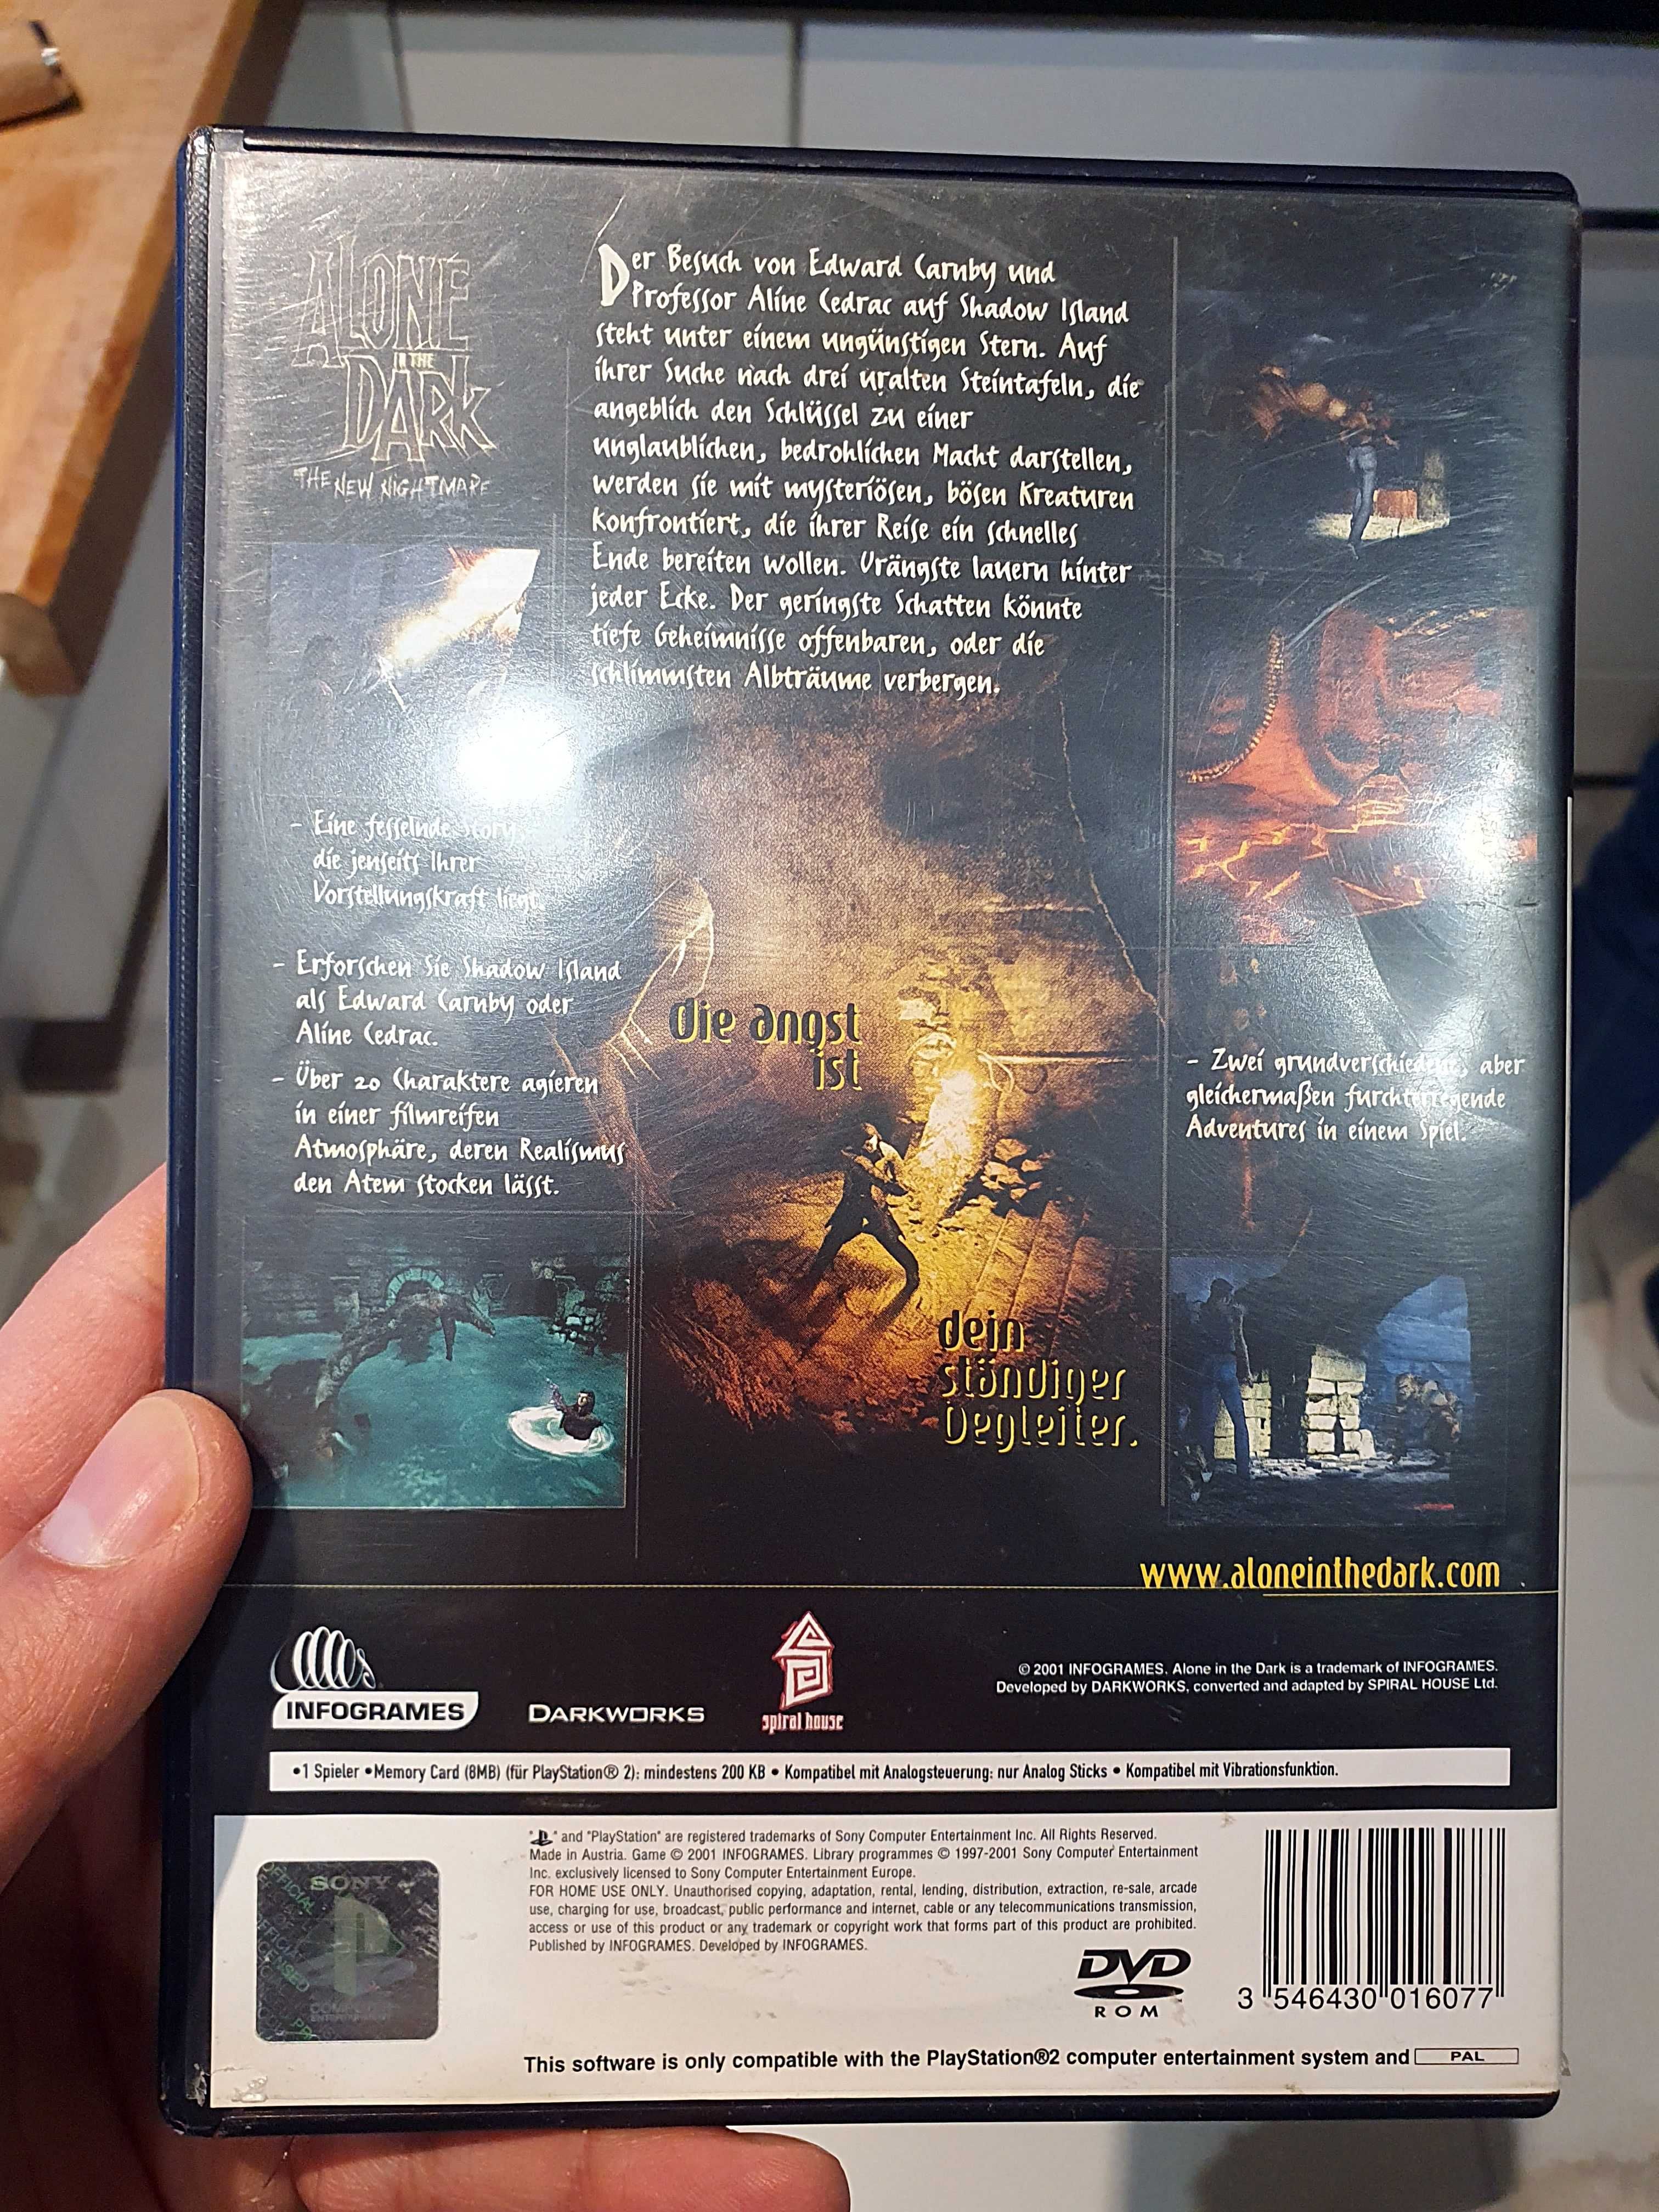 ALONE
IN THE
DARK
THE NEW NIGHTMARE
Der Besuch von Edward Carnby und
Professor Aline Cedrac auf Shadow Island
steht unter einem ungünstigen Stern. Auf
ihrer Suche nach drei uralten Steintafeln, die
angeblich den Schlüssel zu einer
unglaublichen, bedrohlichen Macht darstellen,
werden sie mit mysteriösen, bösen Kreaturen
konfrontiert, die ihrer Reise ein schnelles
Ende bereiten wollen. Urängste lauern hinter
jeder Ecke. Der geringste Schatten könnte
tiefe Geheimnisse offenbaren, oder die
schlimmsten Albträume verbergen.
- Eine fesselnde Story,
die jenseits Ihrer
Vorstellungskraft liegt.
- Erforschen Sie Shadow Island
als Edward Carnby oder
Aline Cedrac.
- Über 20 Charaktere agieren
in einer filmreifen
Atmosphäre, deren Realismus
den Atem stocken lässt.
die angst
ist
dein
ständiger
begleiter.
- Zwei grundverschiedene, aber
gleichermaßen furchterregende
Adventures in einem Spiel.
www.aloneinthedark.com
INFOGRAMES
DARKWORKS
spiral house
© 2001 INFOGRAMES. Alone in the Dark is a trademark of INFOGRAMES.
Developed by DARKWORKS, converted and adapted by SPIRAL HOUSE Ltd.
•1 Spieler •Memory Card (8MB) (für PlayStation® 2): mindestens 200 KB • Kompatibel mit Analogsteuerung: nur Analog Sticks • Kompatibel mit Vibrationsfunktion.
" " and "PlayStation" are registered trademarks of Sony Computer Entertainment Inc. All Rights Reserved.
Made in Austria. Game © 2001 INFOGRAMES. Library programmes © 1997-2001 Sony Computer Entertainment
Inc. exclusively licensed to Sony Computer Entertainment Europe.
FOR HOME USE ONLY. Unauthorised copying, adaptation, rental, lending, distribution, extraction, re-sale, arcade
use, charging for use, broadcast, public performance and internet, cable or any telecommunications transmission,
access or use of this product or any trademark or copyright work that forms part of this product are prohibited.
Published by INFOGRAMES. Developed by INFOGRAMES.
SONY
DVD
ROM
3 546430 016077
This software is only compatible with the PlayStation®2 computer entertainment system and PAL